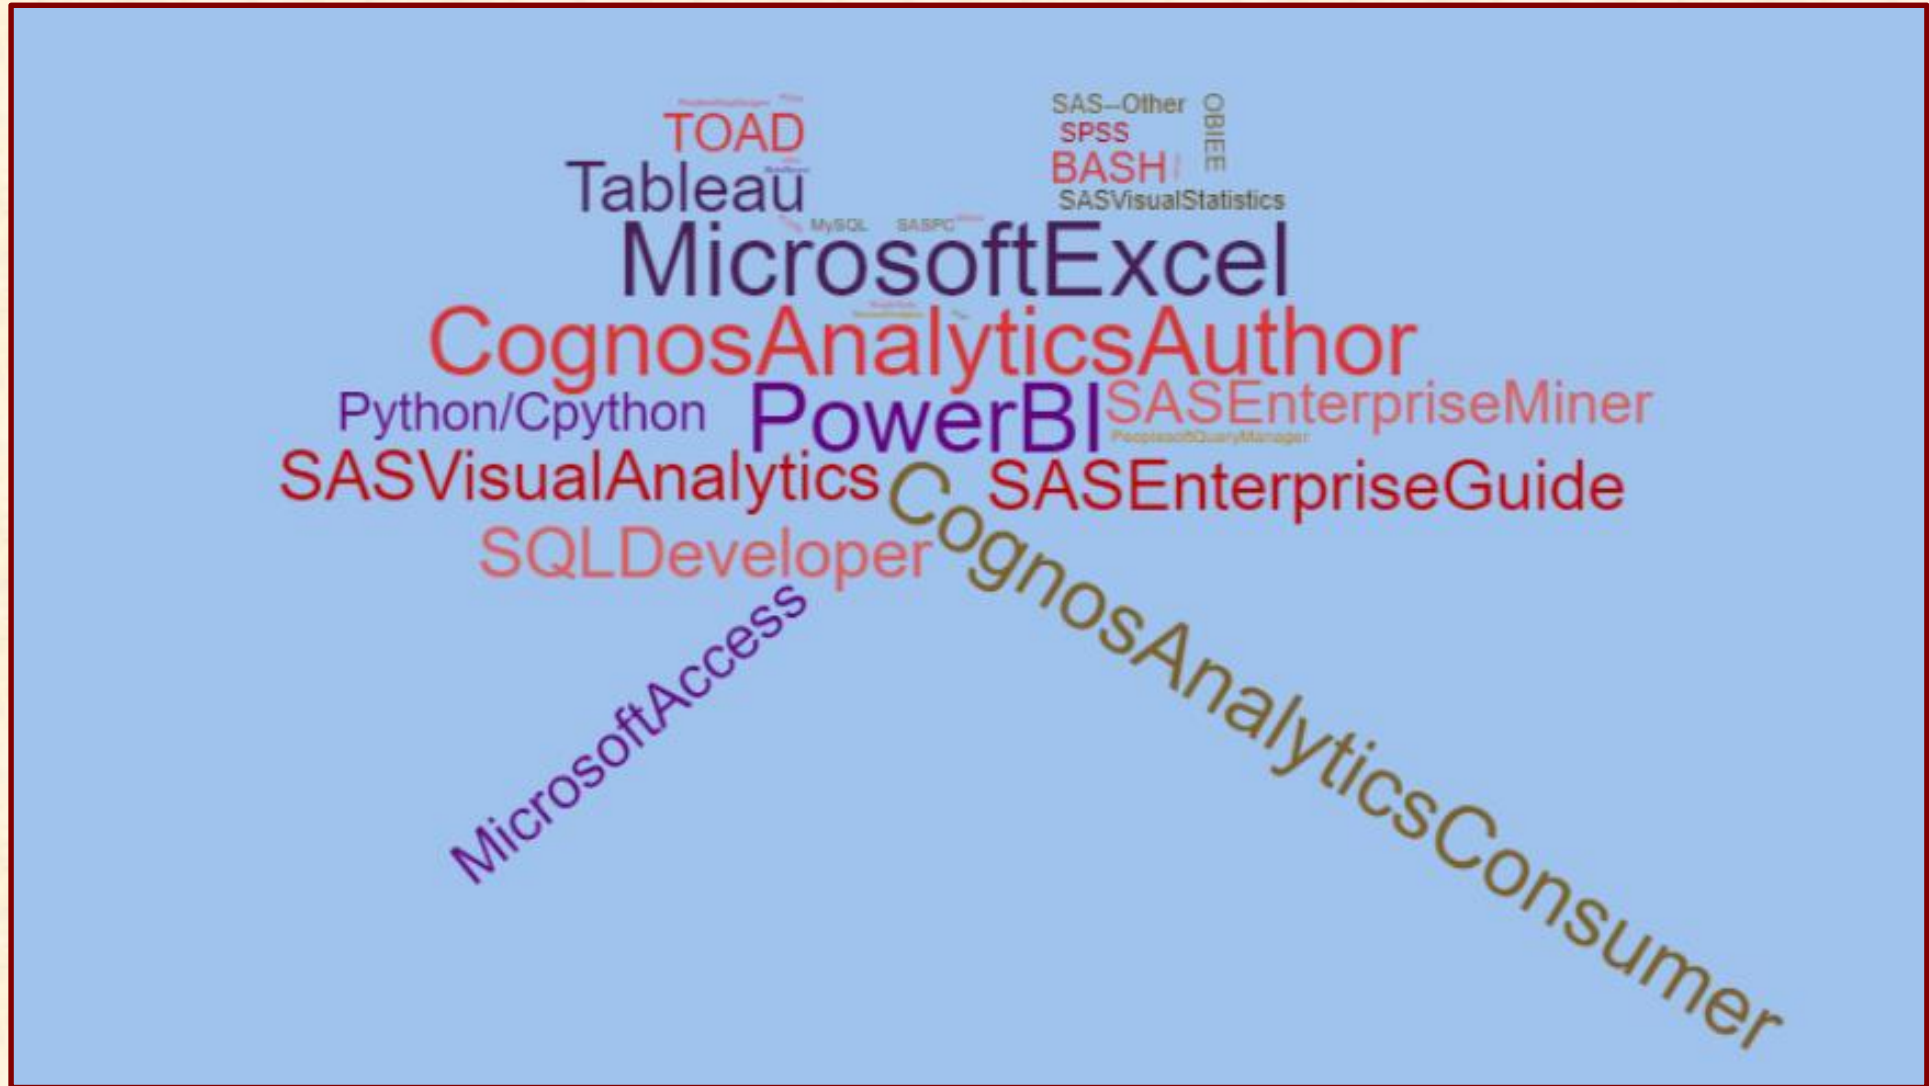 TOAD
SAS--Other
OBIEE
SPSS
BASH
Tableau
SASVisualStatistics
MySQL
SASPC
MicrosoftExcel
CognosAnalyticsAuthor
Python/Cpython
PowerBI
SASEnterpriseMiner
PeoplesoftQueryManager
SASVisualAnalytics
SASEnterpriseGuide
CognosAnalyticsConsumer
SQLDeveloper
MicrosoftAccess